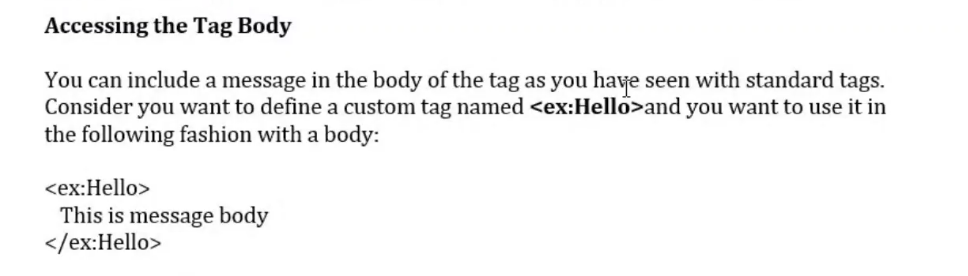 Accessing the Tag Body
You can include a message in the body of the tag as you have seen with standard tags.
Consider you want to define a custom tag named <ex:Hello>and you want to use it in
the following fashion with a body:
<ex:Hello>
This is message body
</ex:Hello>